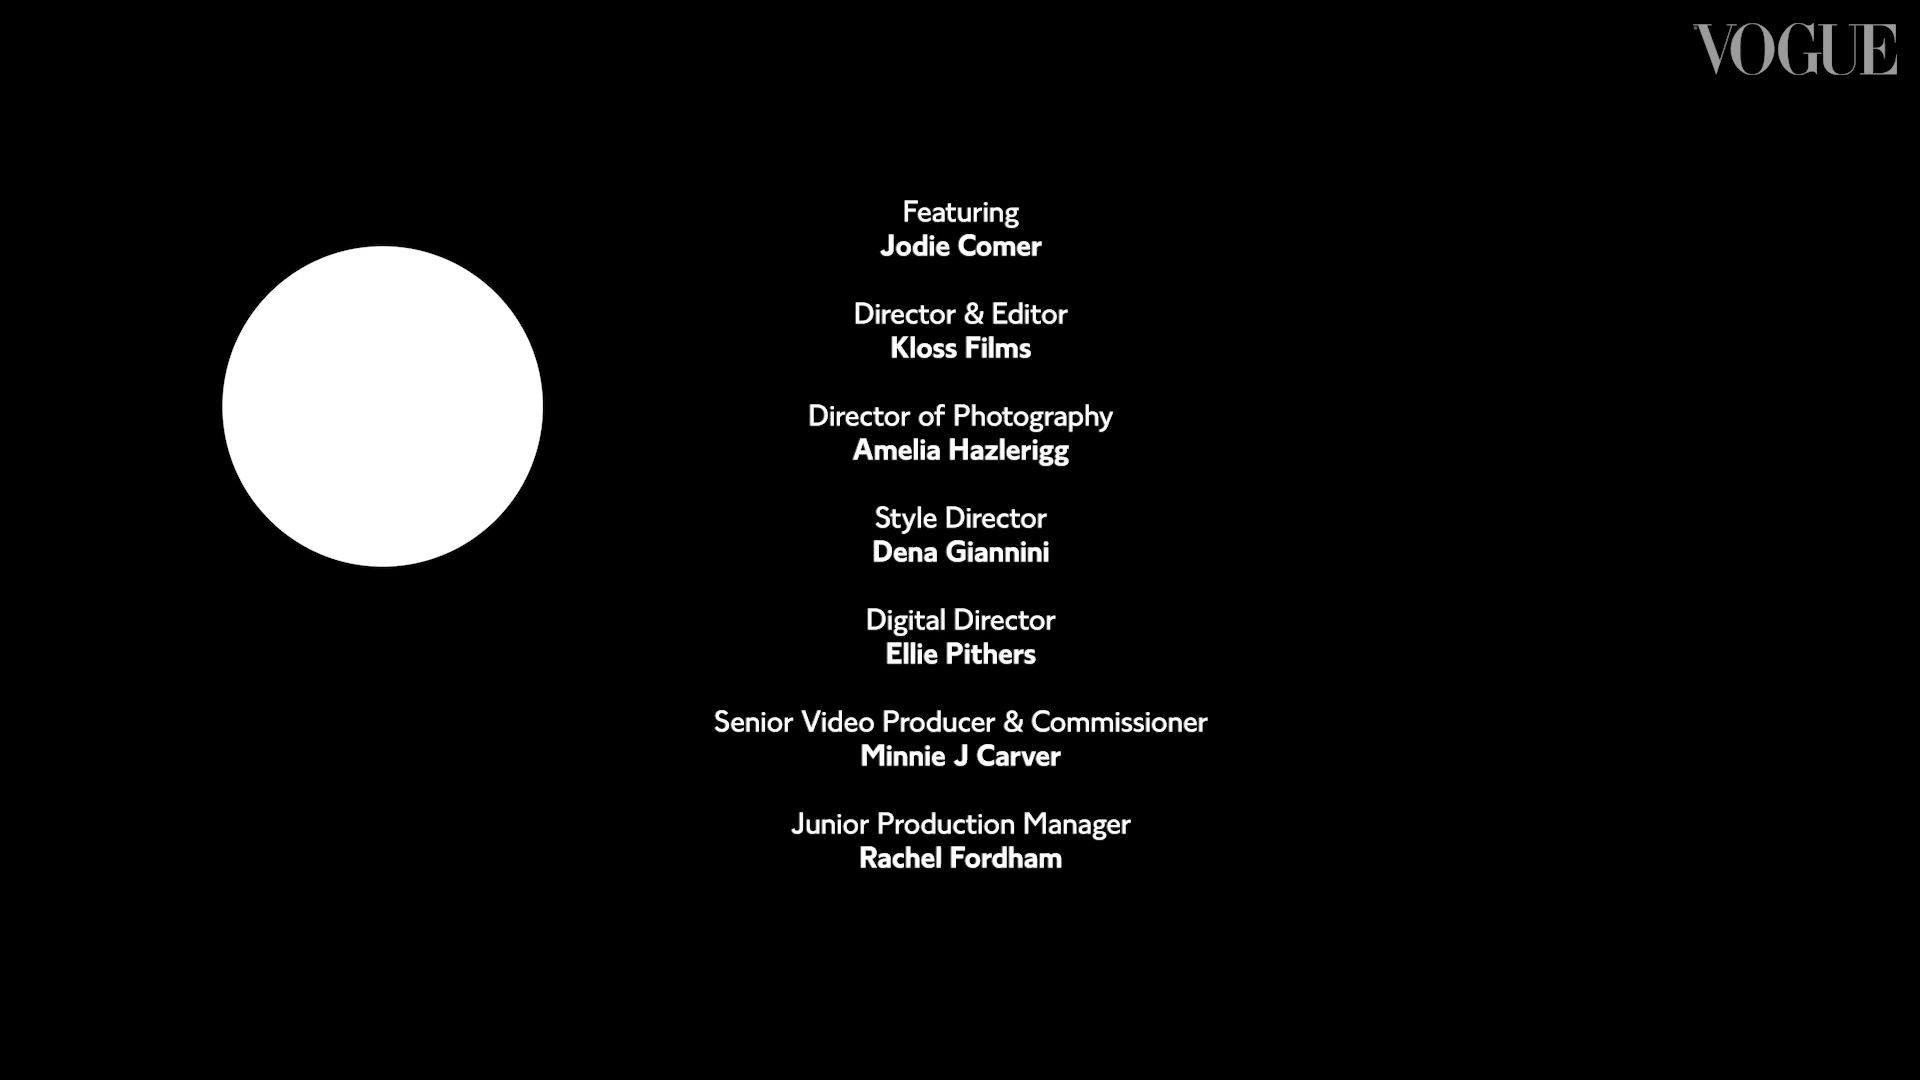 VOGUE
Featuring
Jodie Comer
Director & Editor
Kloss Films
Director of Photography
Amelia Hazlerigg
Style Director
Dena Giannini
Digital Director
Ellie Pithers
Senior Video Producer & Commissioner
Minnie J Carver
Junior Production Manager
Rachel Fordham